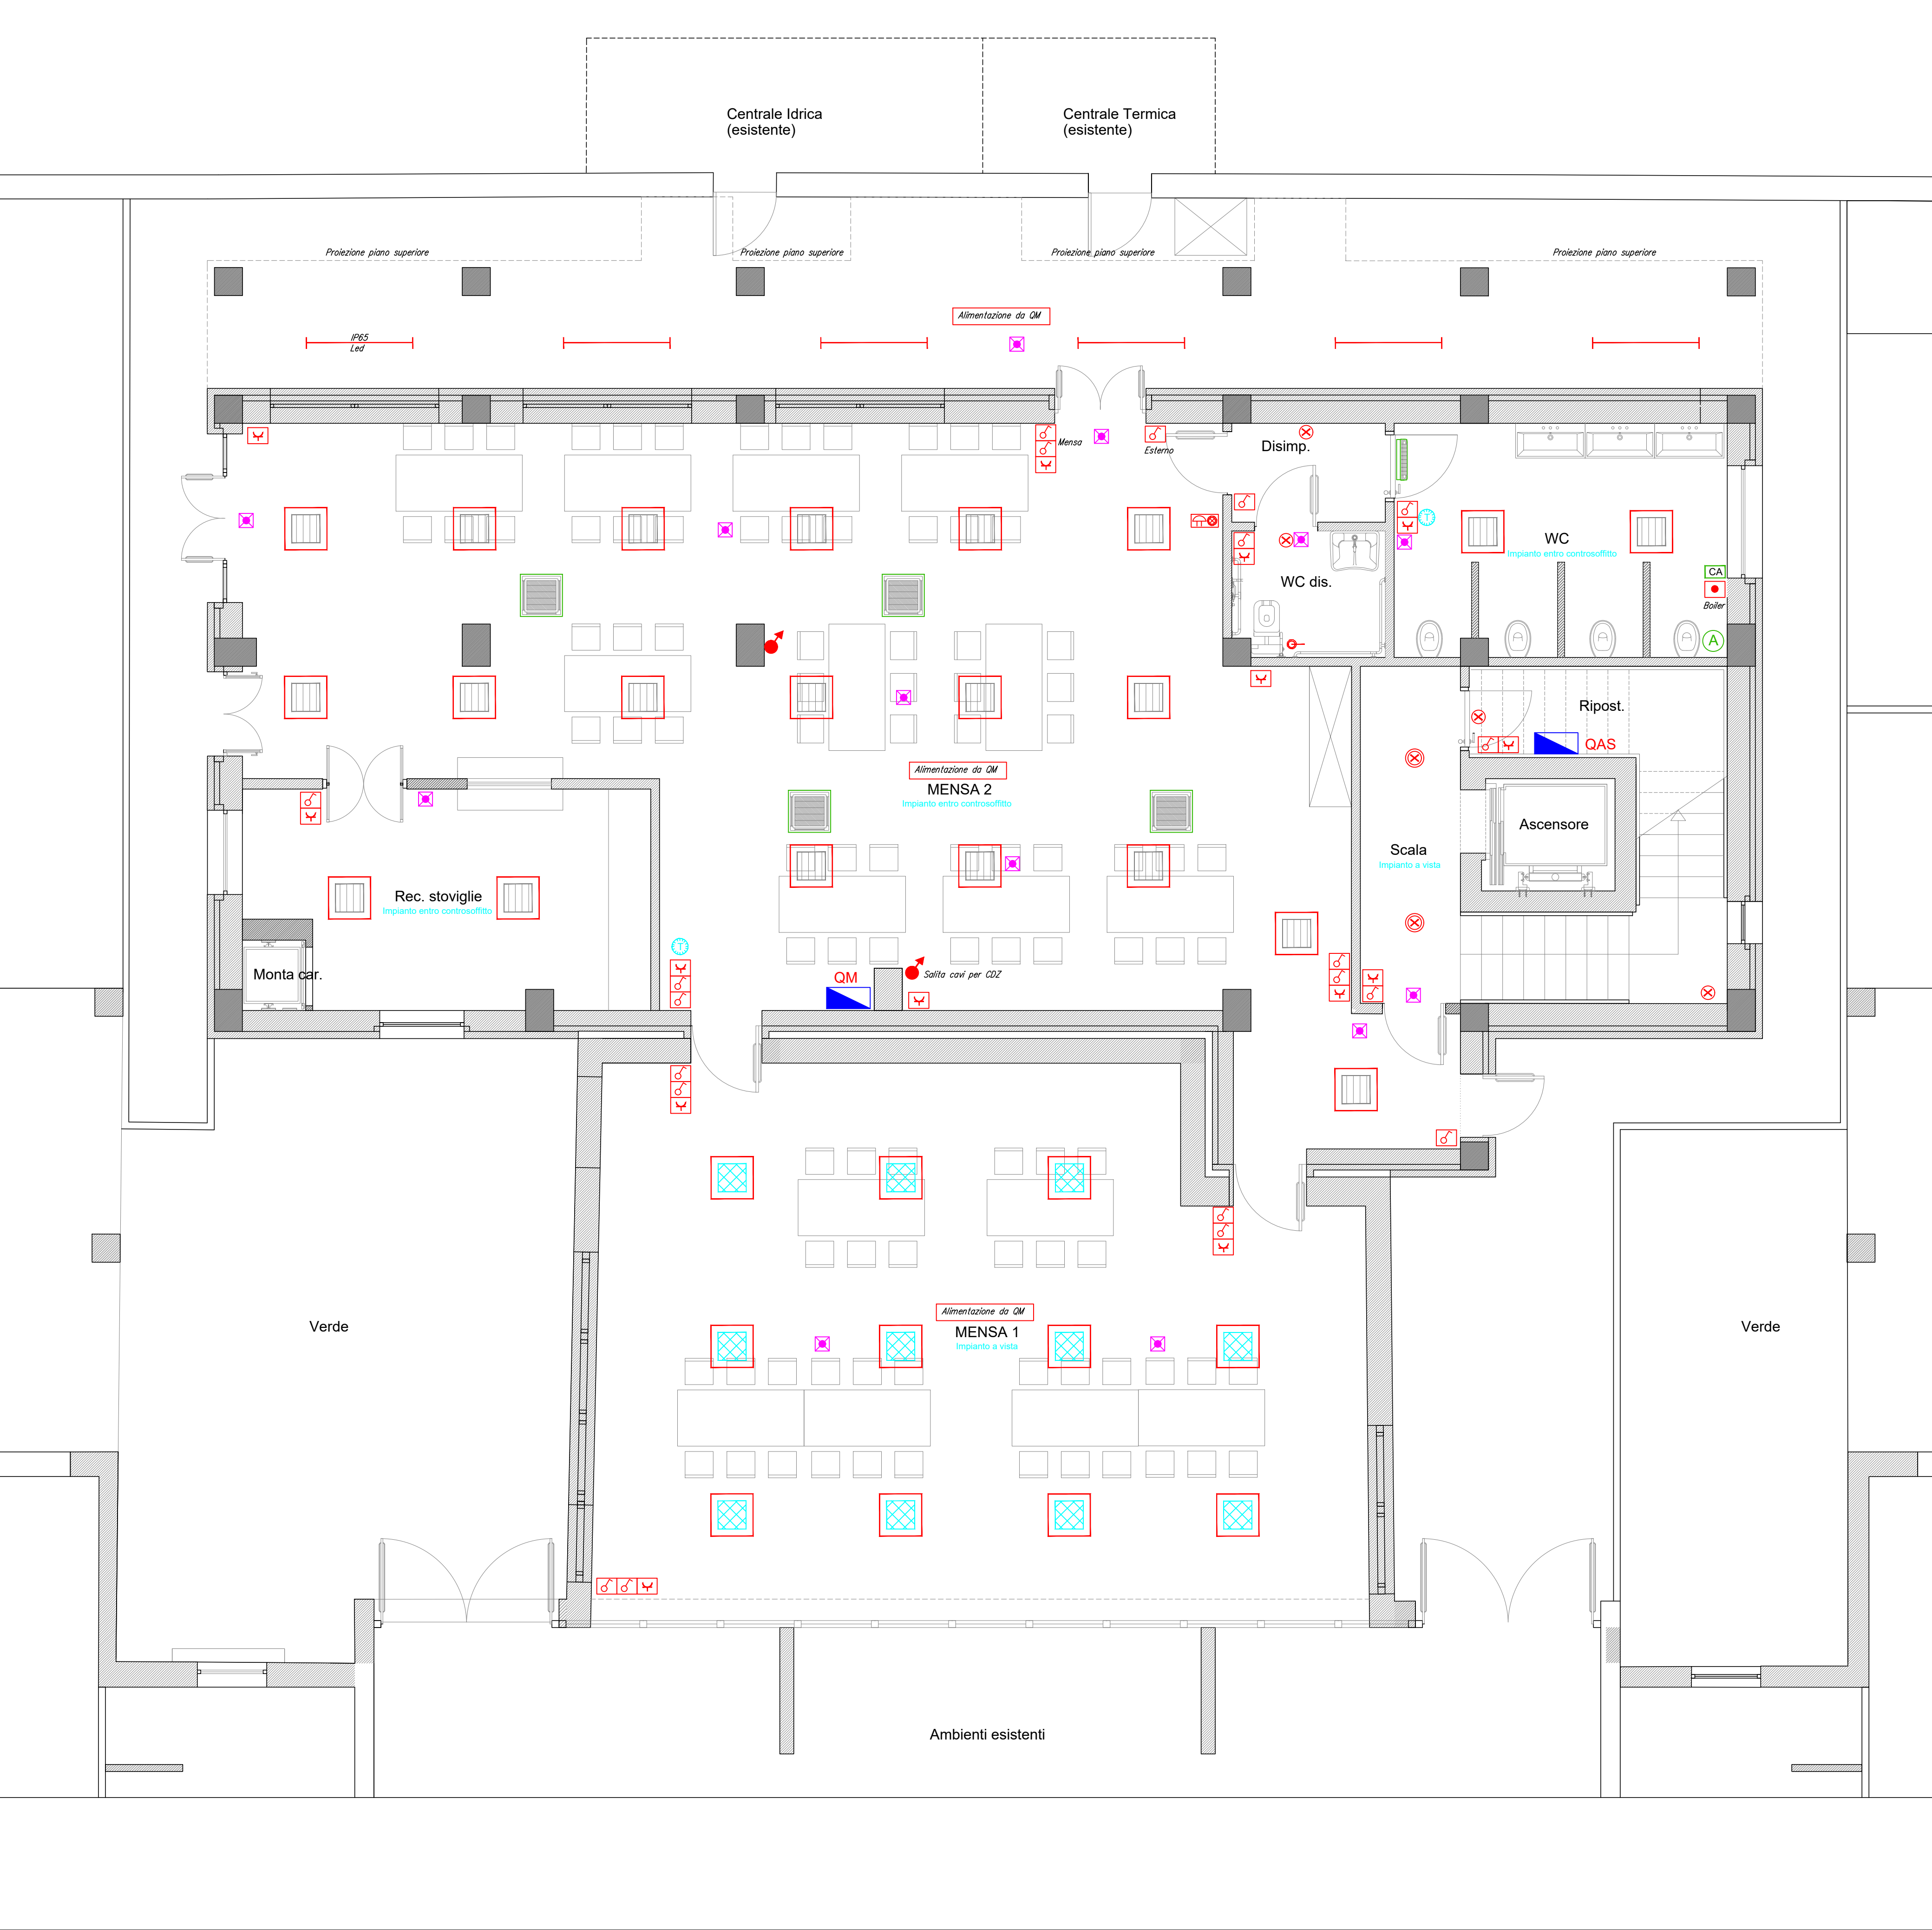 Centrale Idrica
(esistente)
Centrale Termica
(esistente)
Proiezione piano superiore
Proiezione piano superiore
Proiezione piano superiore
Proiezione piano superiore
Alimentazione da QM
IP65
Led
Mensa
Esterno
Disimp.
T
WC
Impianto entro controsoffitto
WC dis.
CA
Boiler
A
Ripost.
QAS
Alimentazione da QM
MENSA 2
Impianto entro controsoffitto
Ascensore
Scala
Impianto a vista
Rec. stoviglie
Impianto entro controsoffitto
T
Monta car.
QM
Salita cavi per CDZ
Verde
Alimentazione da QM
MENSA 1
Impianto a vista
Verde
Ambienti esistenti